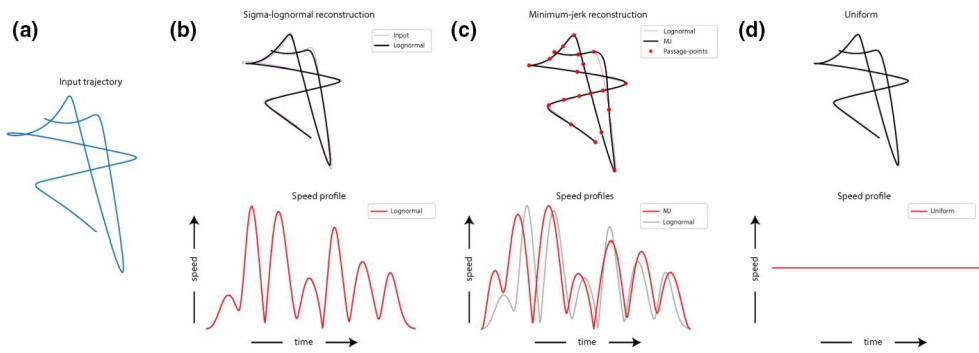 (a)
Input trajectory
(b)
Sigma-lognormal reconstruction
Input
Lognormal
Speed profile
Lognormal
speed
time
(c)
Minimum-jerk reconstruction
Lognormal
MJ
Passage-points
Speed profiles
MJ
Lognormal
speed
time
(d)
Uniform
Speed profile
Uniform
speed
time